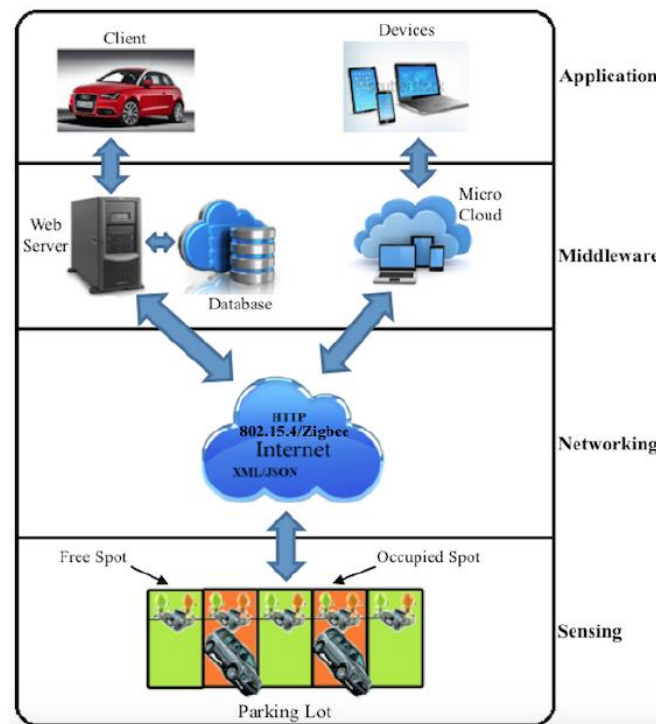 Client
Devices
Application
Web
Server
Database
Micro
Cloud
Middleware
HTTP
802.15.4/Zigbee
Internet
XML/JSON
Networking
Free Spot
Occupied Spot
Sensing
Parking Lot